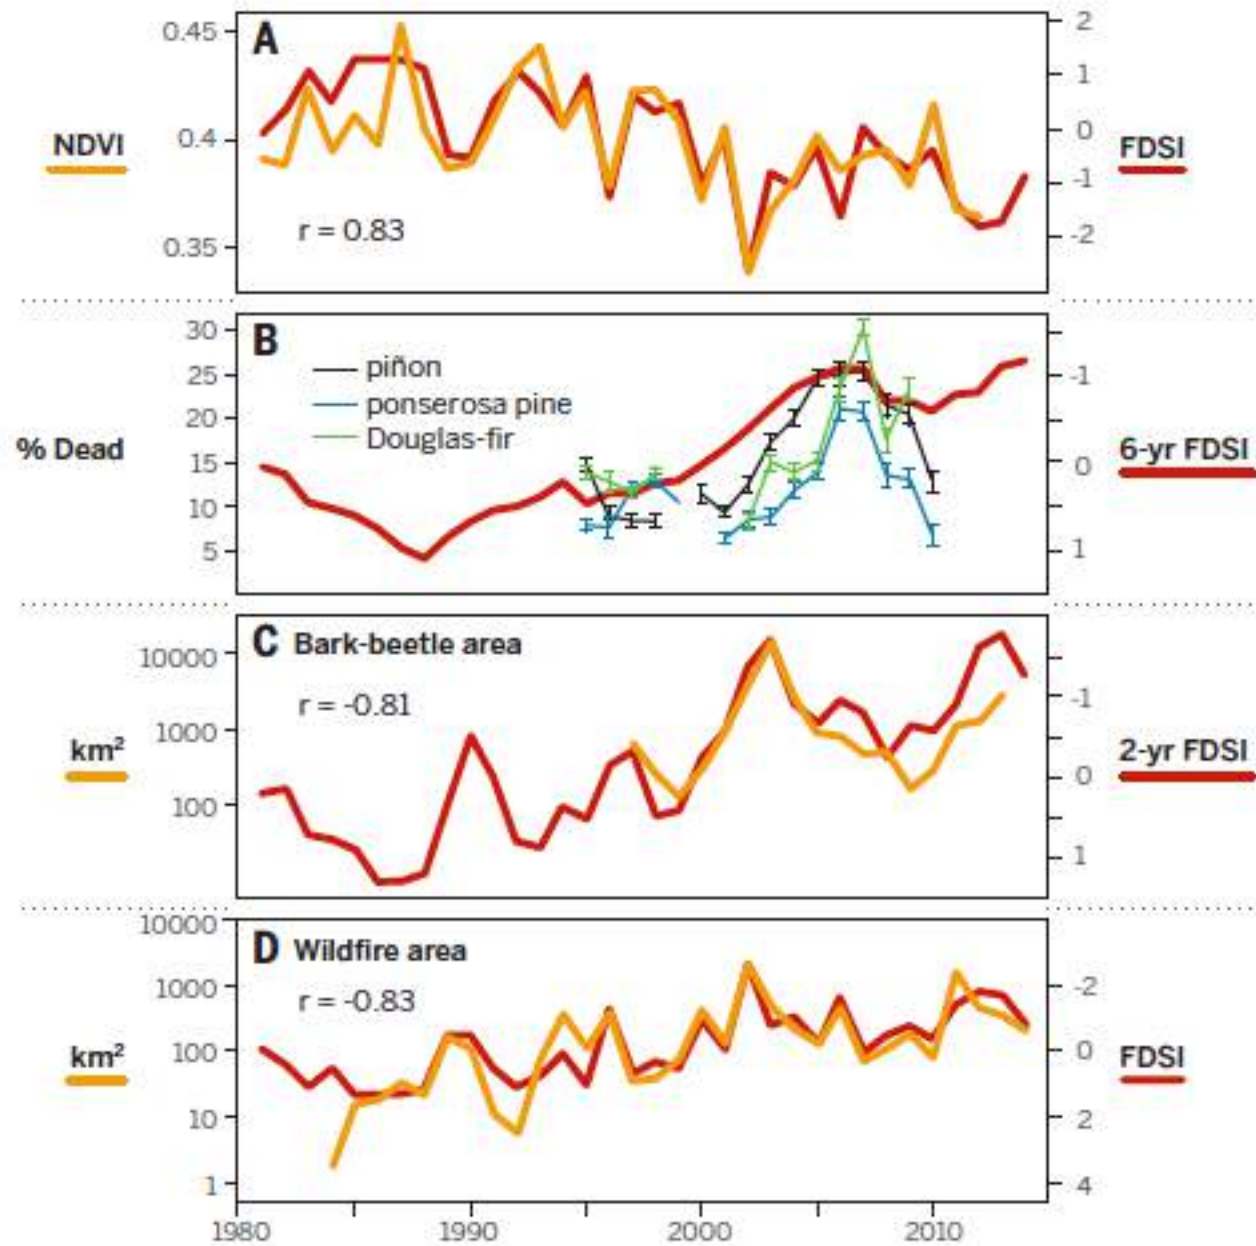 A
NDVI
0.45
0.4
0.35
r = 0.83
2
1
0
-1
-2
FDSI
B
% Dead
30
25
20
15
10
5
piñon
ponserosa pine
Douglas-fir
-1
0
1
6-yr FDSI
C Bark-beetle area
r = -0.81
km²
10000
1000
100
-1
0
1
2-yr FDSI
D Wildfire area
r = -0.83
km²
10000
1000
100
10
1
-2
0
2
4
FDSI
1980 1990 2000 2010